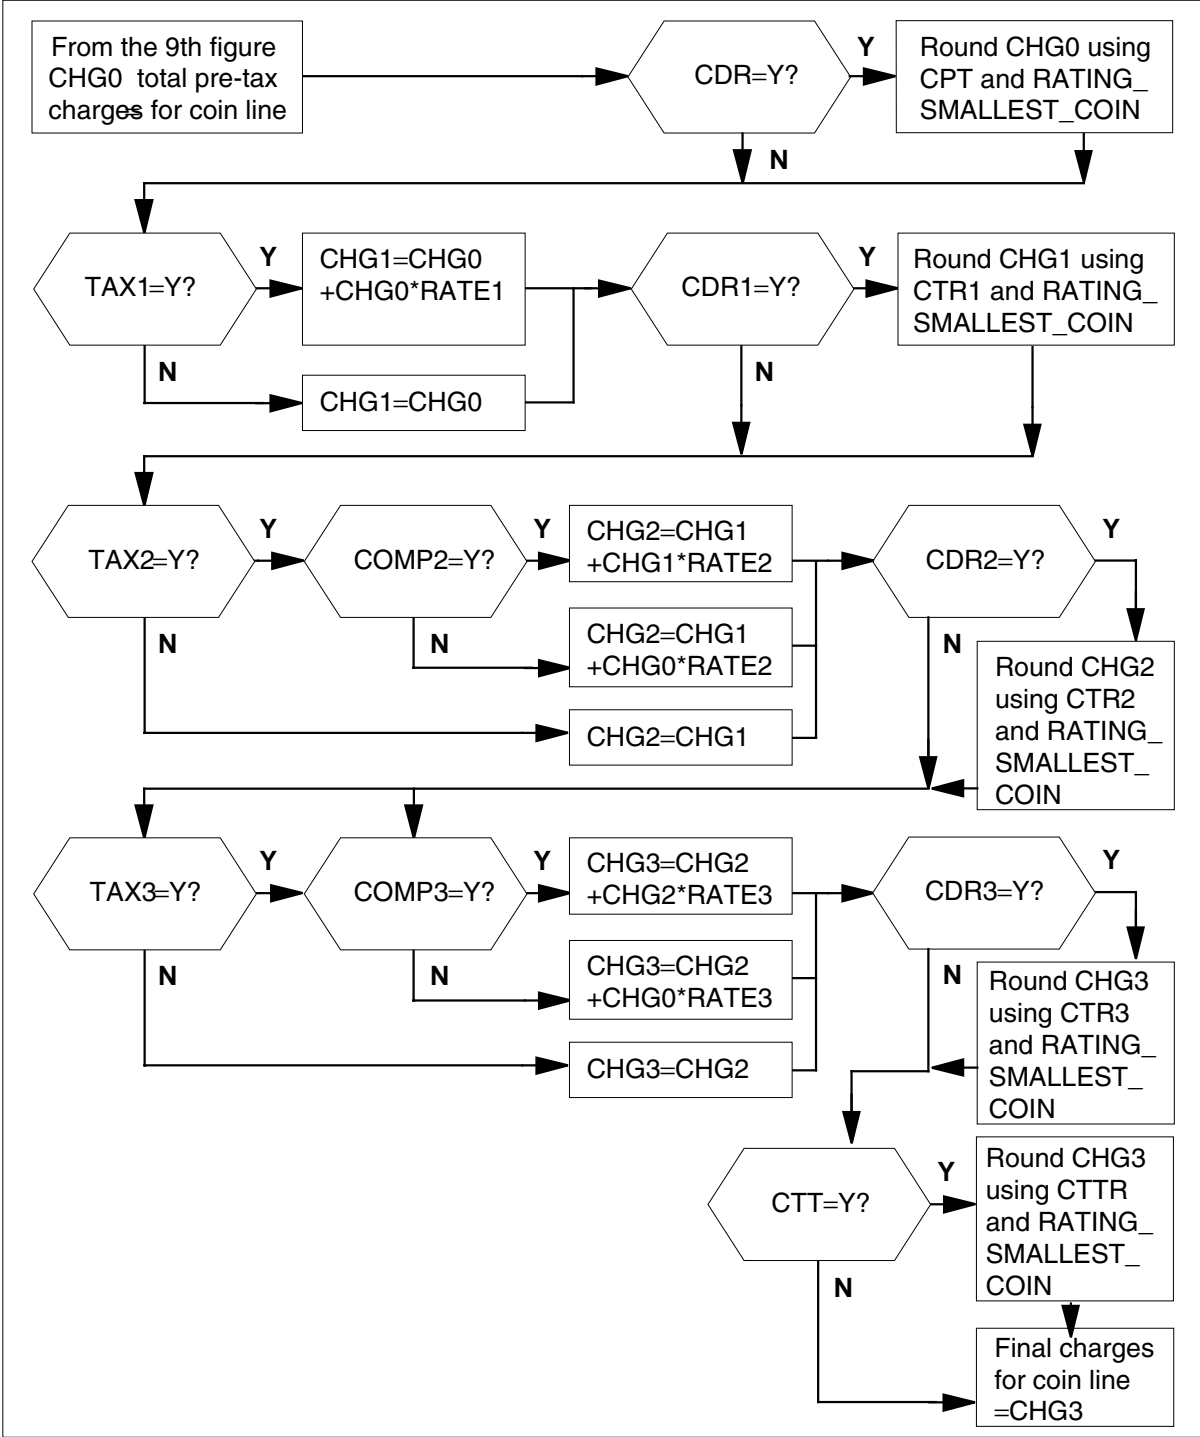 From the 9th figure
CHG0 total pre-tax
charges for coin line
CDR=Y?
Y
Round CHG0 using
CPT and RATING_
SMALLEST_COIN
N
TAX1=Y?
Y
CHG1=CHG0
+CHG0*RATE1
CDR1=Y?
Y
Round CHG1 using
CTR1 and RATING_
SMALLEST_COIN
N
CHG1=CHG0
N
TAX2=Y?
Y
COMP2=Y?
Y
CHG2=CHG1
+CHG1*RATE2
CDR2=Y?
Y
N
N
CHG2=CHG1
+CHG0*RATE2
N
Round CHG2
using CTR2
and RATING_
SMALLEST_
COIN
CHG2=CHG1
TAX3=Y?
Y
COMP3=Y?
Y
CHG3=CHG2
+CHG2*RATE3
CDR3=Y?
Y
N
N
CHG3=CHG2
+CHG0*RATE3
N
Round CHG3
using CTR3
and RATING_
SMALLEST_
COIN
CHG3=CHG2
CTT=Y?
Y
Round CHG3
using CTTR
and RATING_
SMALLEST_
COIN
N
Final charges
for coin line
=CHG3